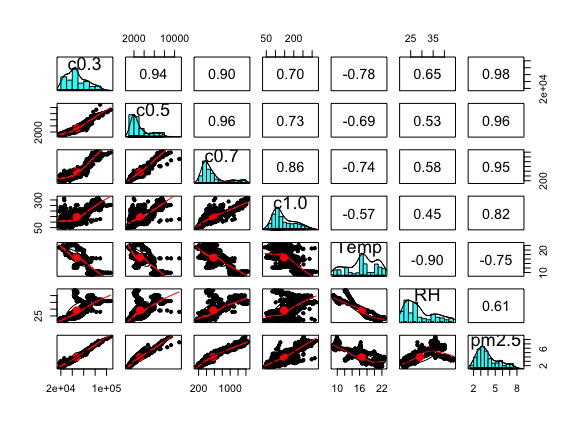 2000 10000
50 200
25 35
c0.3 0.94 0.90 0.70 -0.78 0.65 0.98
2e+04
2000
c0.5 0.96 0.73 -0.69 0.53 0.96
c0.7 0.86 -0.74 0.58 0.95
200
50 300
c1.0 -0.57 0.45 0.82
Temp -0.90 -0.75
10 20
25
RH 0.61
pm2.5
2 6
2e+04 1e+05
200 1000
10 16 22
2 4 6 8